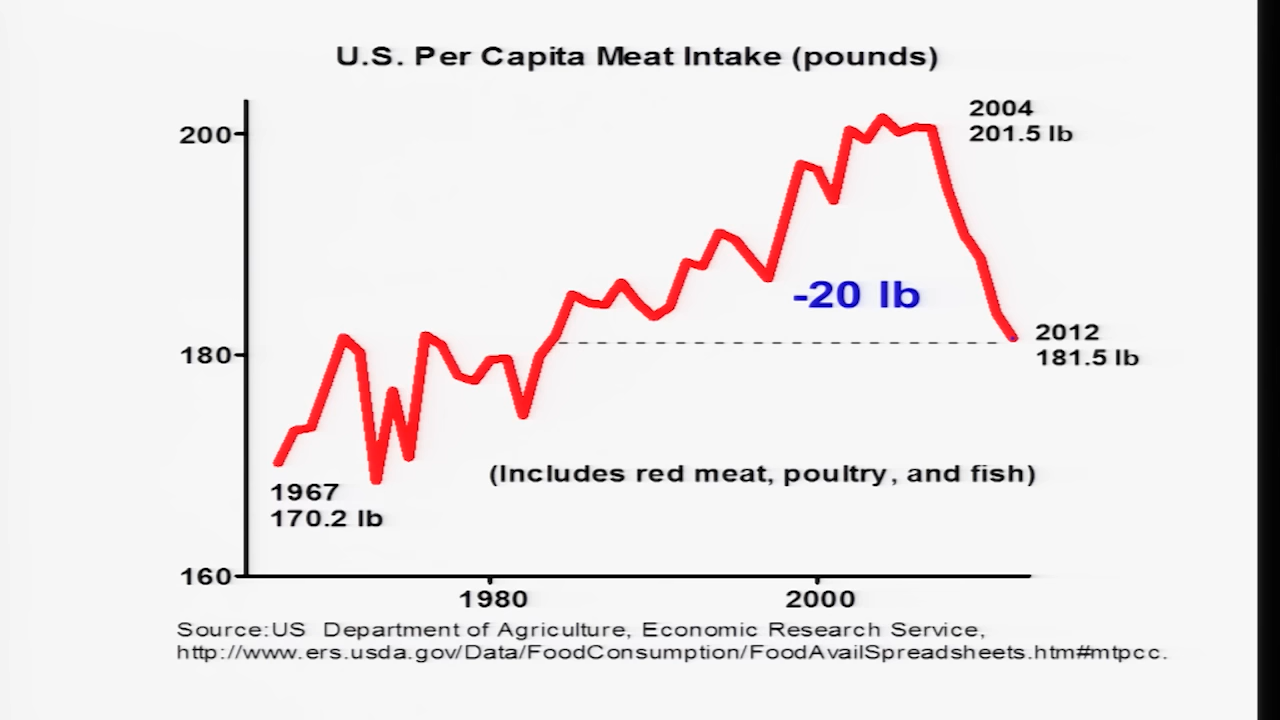 U.S. Per Capita Meat Intake (pounds)
2004
201.5 lb
200
-20 lb
2012
181.5 lb
180
(Includes red meat, poultry, and fish)
1967
170.2 lb
160
1980 2000
Source:US Department of Agriculture, Economic Research Service,
http://www.ers.usda.gov/Data/FoodConsumption/FoodAvailSpreadsheets.htm#mtpcc.